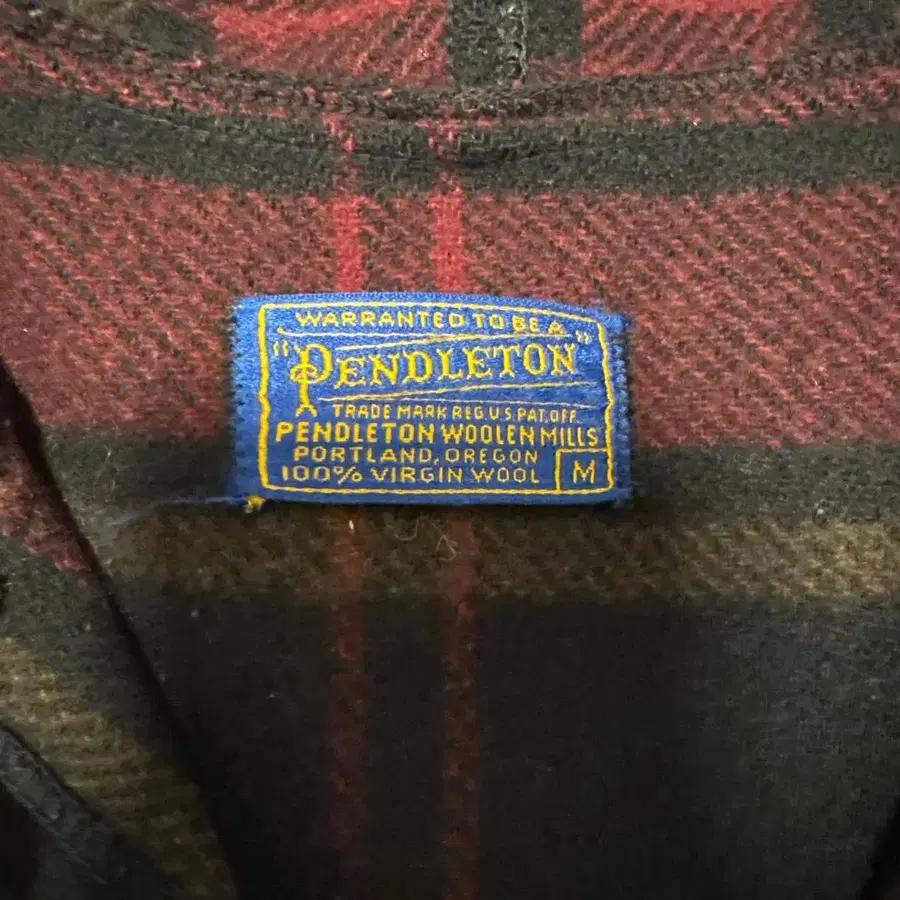 WARRANTED TO BE A
"PENDLETON"
TRADE MARK REG.U.S.PAT.OFF.
PENDLETON WOOLEN MILLS
PORTLAND, OREGON
100% VIRGIN WOOL M